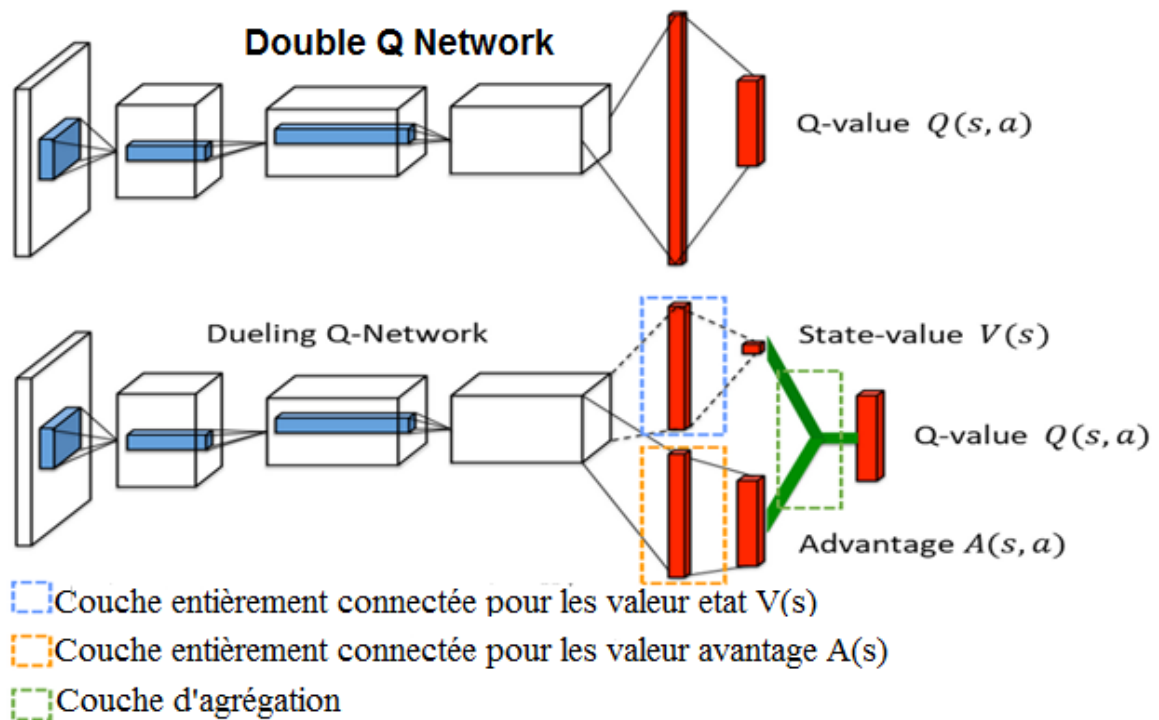 Double Q Network
Q-value Q(s, a)
Dueling Q-Network
State-value V(s)
Q-value Q(s, a)
Advantage A(s, a)
Couche entièrement connectée pour les valeur etat V(s)
Couche entièrement connectée pour les valeur avantage A(s)
Couche d'agrégation